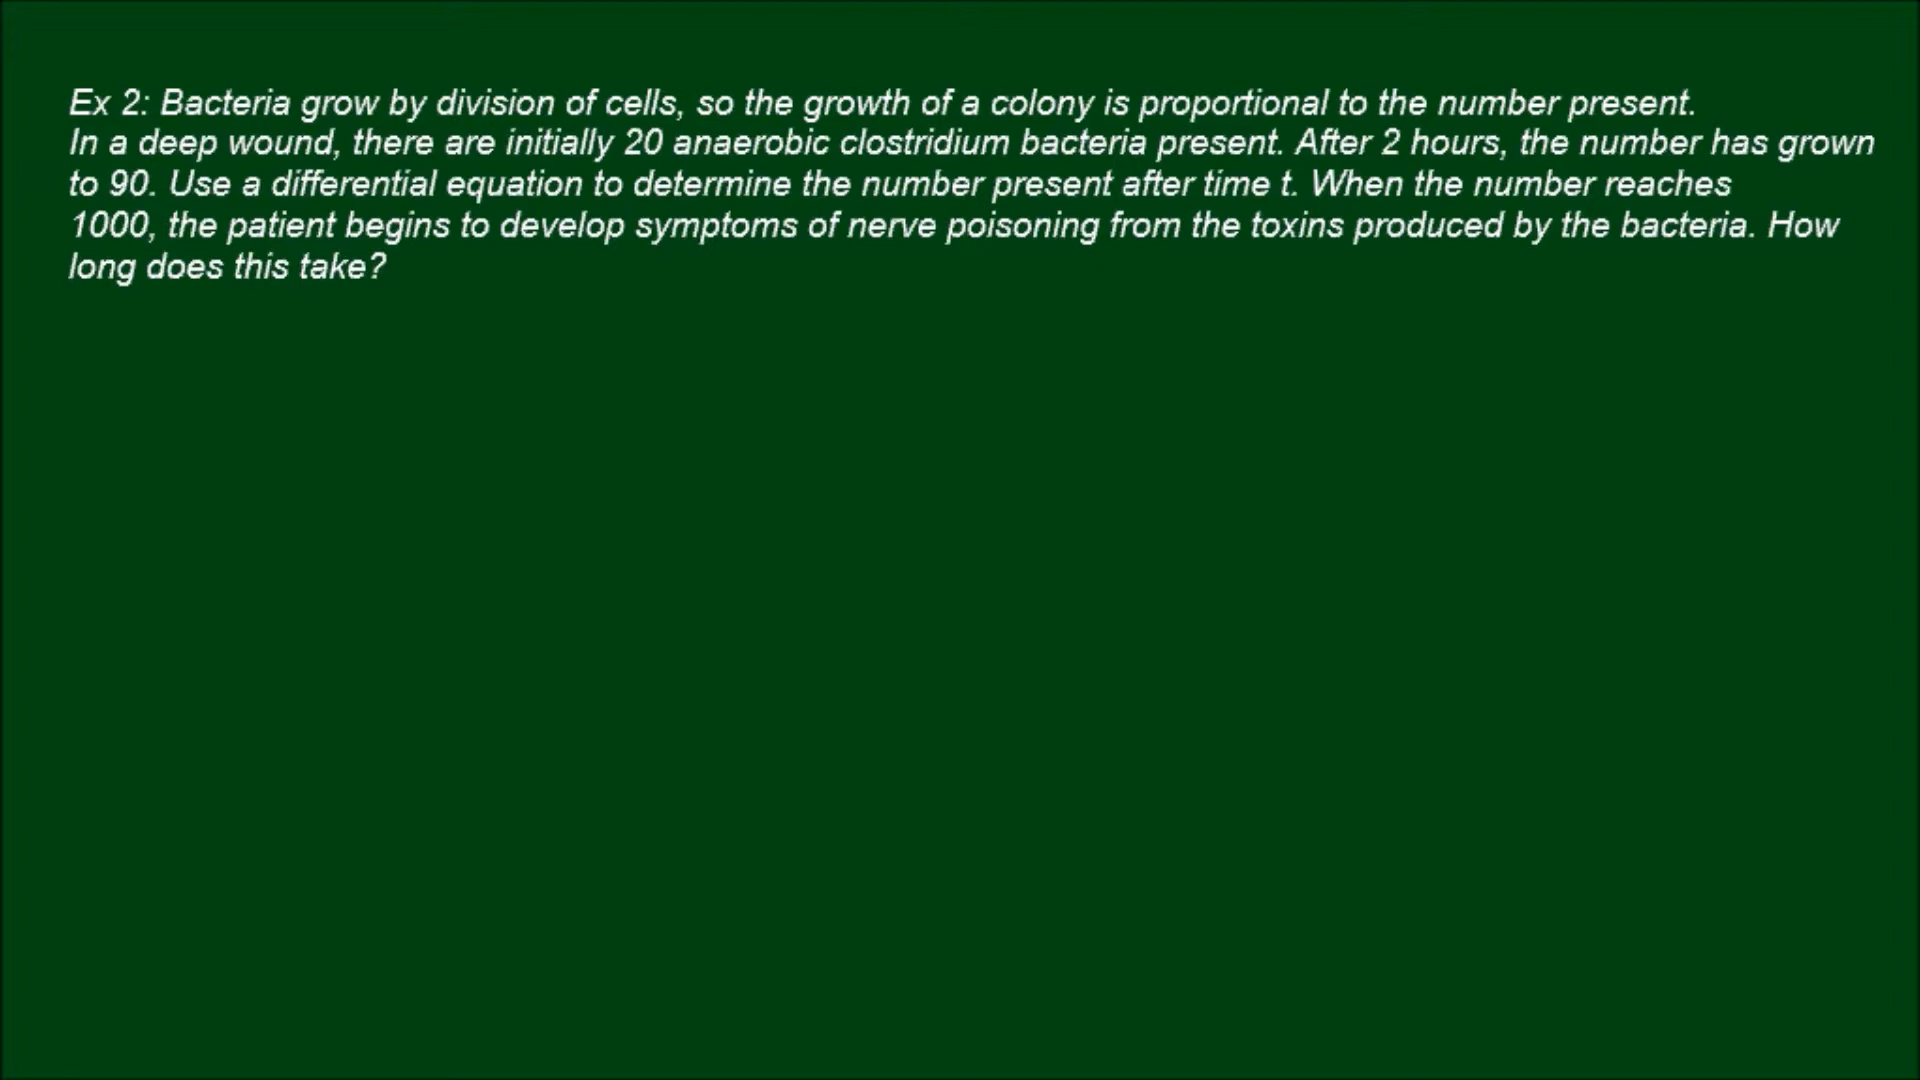 Ex 2: Bacteria grow by division of cells, so the growth of a colony is proportional to the number present.
In a deep wound, there are initially 20 anaerobic clostridium bacteria present. After 2 hours, the number has grown
to 90. Use a differential equation to determine the number present after time t. When the number reaches
1000, the patient begins to develop symptoms of nerve poisoning from the toxins produced by the bacteria. How
long does this take?